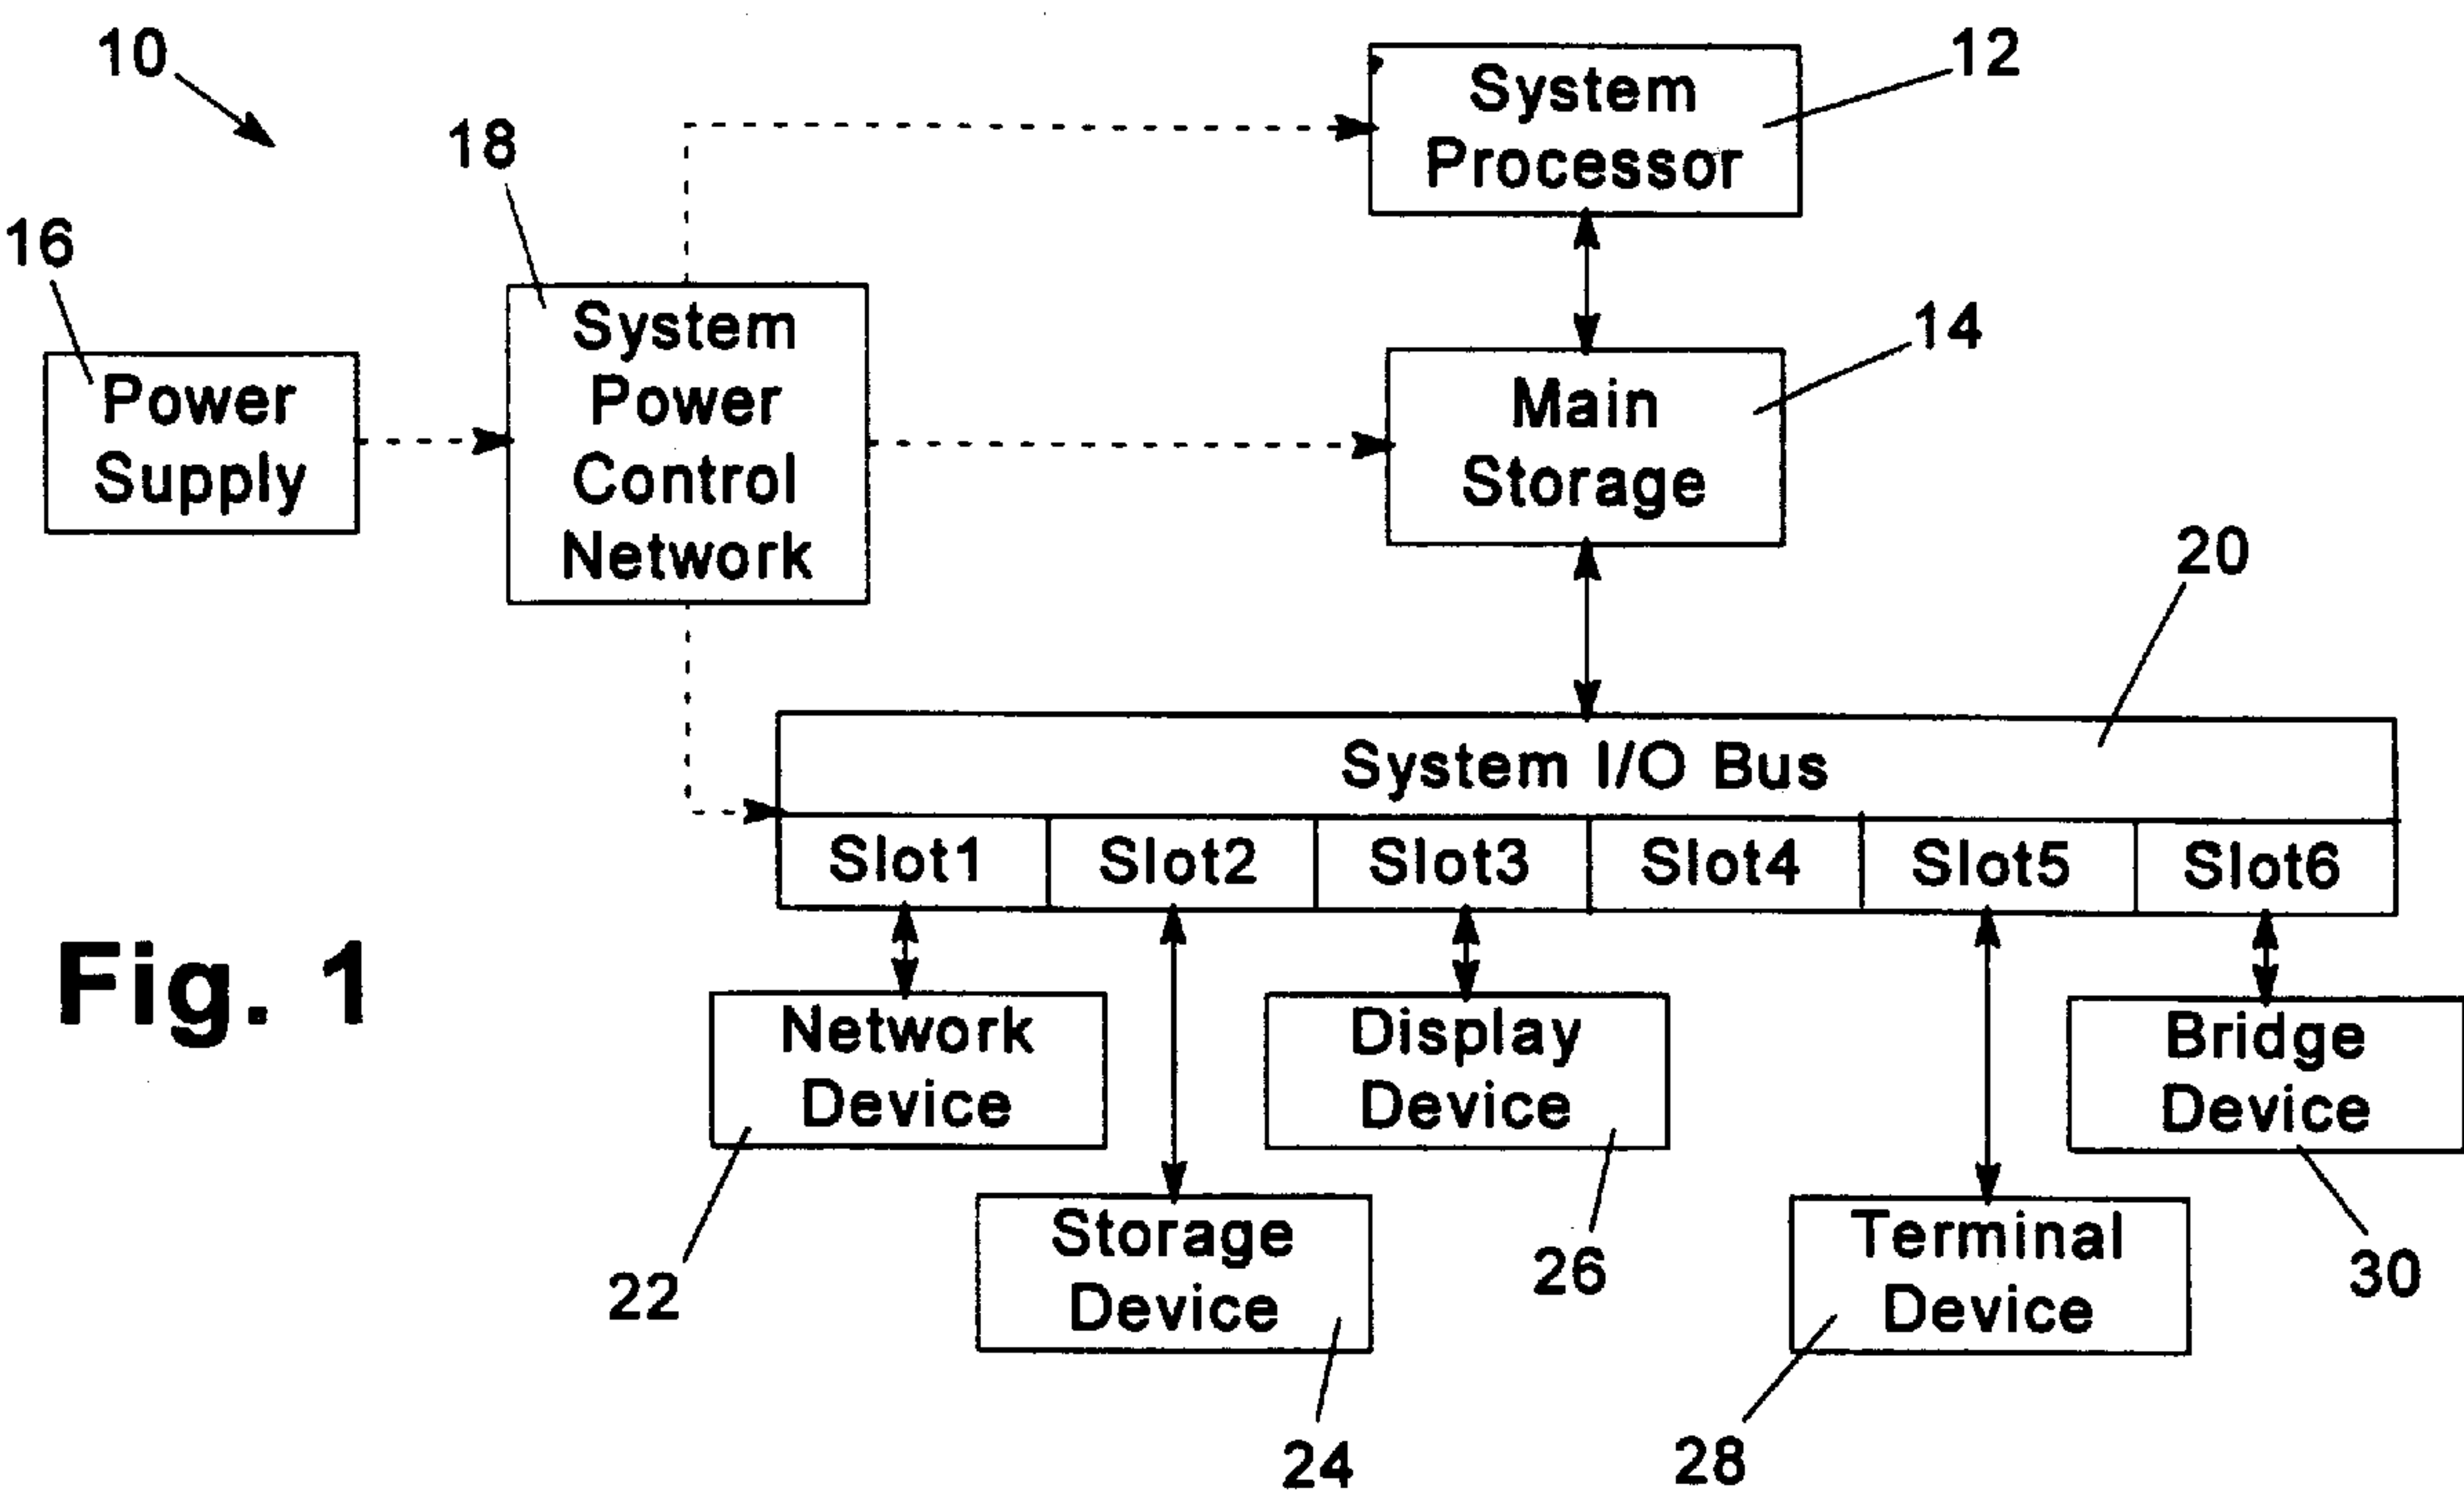 10
12
System
Processor
18
16
System
Power
Control
Network
14
Power
Supply
Main
Storage
20
System I/O Bus
Slot1 Slot2 Slot3 Slot4 Slot5 Slot6
Fig. 1
Network
Device
Display
Device
Bridge
Device
22
Storage
Device
26
Terminal
Device
30
24
28